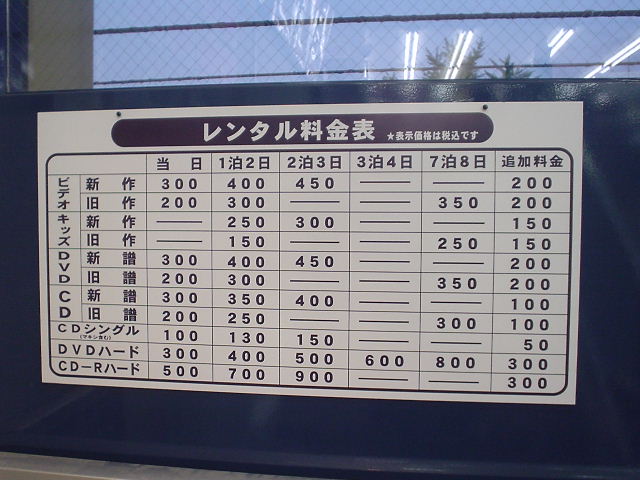 レンタル料金表 ★表示価格は税込です
当日 1泊2日 2泊3日 3泊4日 7泊8日 追加料金
ビデオ 新作 300 400 450 — — 200
旧作 200 300 — — 350 200
キッズ 新作 — 250 300 — — 150
旧作 — 150 — — 250 150
DVD 新譜 300 400 450 — — 200
旧譜 200 300 — — 350 200
CD 新譜 300 350 400 — — 100
旧譜 200 250 — — 300 100
CDシングル (マキシ含む) 100 130 150 — — 50
DVDハード 300 400 500 600 800 300
CD-Rハード 500 700 900 — — 300